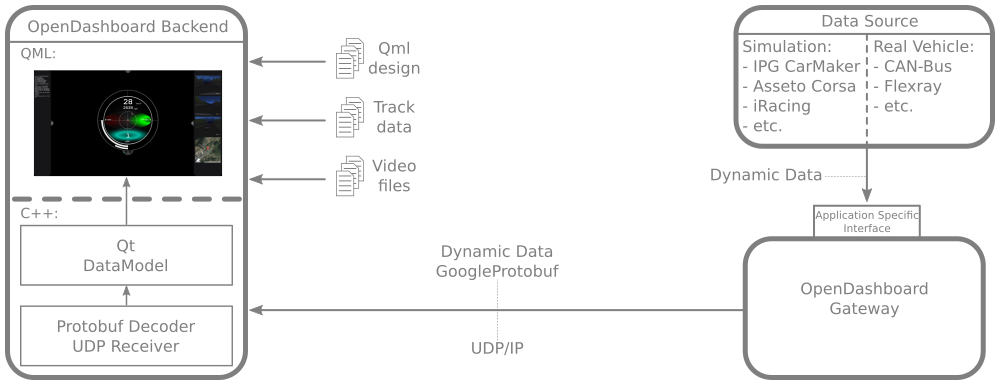 OpenDashboard Backend
QML:
28
C++:
Qt
DataModel
Protobuf Decoder
UDP Receiver
Qml
design
Track
data
Video
files
Dynamic Data
GoogleProtobuf
UDP/IP
Data Source
Simulation:
- IPG CarMaker
- Asseto Corsa
- iRacing
- etc.
Real Vehicle:
- CAN-Bus
- Flexray
- etc.
Dynamic Data
Application Specific
Interface
OpenDashboard
Gateway